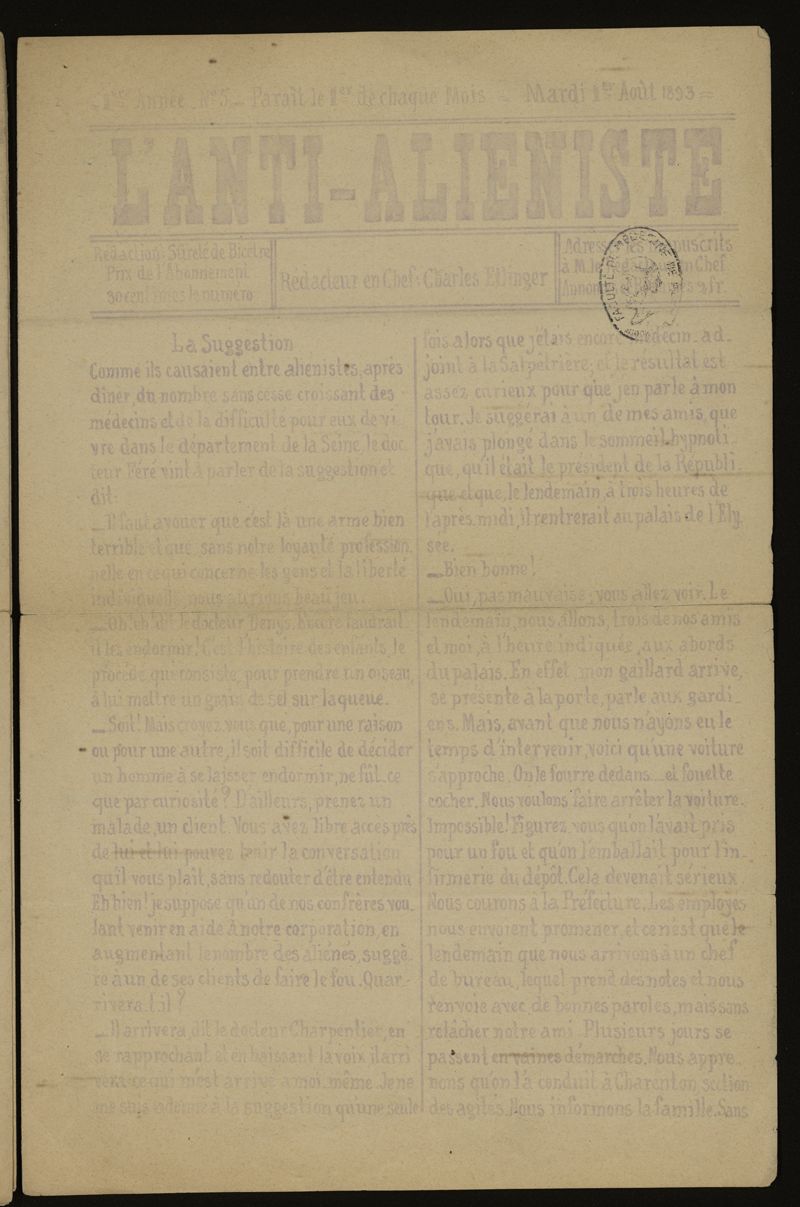 1ère Année N° 5 - Paraît le 1er de chaque Mois - Mardi 1er Août 1893 =
L'ANTI-ALIENISTE
Rédaction: Sûreté de Bicêtre
Prix de l'Abonnement
30 centimes le numéro
Rédacteur en Chef: Charles Ellinger
Adresser les manuscrits
à M. le Chef
2 fr.
La Suggestion
Comme ils causaient entre aliénistes, après
dîner, du nombre sans cesse croissant des
médecins et de la difficulté pour eux de vi
vre dans le département de la Seine, le doc
teur Féré vint à parler de la suggestion et
dit:
_ Il faut avouer que c'est là une arme bien
terrible et que, sans notre loyauté profession
nelle en ce qui concerne les gens et la liberté
individuelle, nous aurions beau jeu.
_ Oh! eh! dit le docteur Denys. Encore faudrait
il les endormir! C'est l'histoire des enfants, le
procédé qui consiste, pour prendre un oiseau,
à lui mettre un grain de sel sur la queue.
_ Soit! Mais croyez vous que, pour une raison
ou pour une autre, il soit difficile de décider
un homme à se laisser endormir, ne fût-ce
que par curiosité? D'ailleurs, prenez un
malade, un client. Vous avez libre accès près
de lui et lui pouvez tenir la conversation
qu'il vous plait, sans redouter d'être entendu
Eh bien! je suppose qu'un de nos confrères vou
lant venir en aide à notre corporation, en
augmentant le nombre des aliénés, suggè-
re à un de ses clients de faire le fou. Qu'ar-
rivera-t-il?
_ Il arrivera, dit le docteur Charpentier, en
se rapprochant et en baissant la voix il arri
vera ce qui m'est arrivé à moi-même. Je ne
me suis adonné à la suggestion qu'une seule
fois alors que j'étais encore médecin-ad-
joint à la Salpêtrière; et le résultat est
assez curieux pour que j'en parle à mon
tour. Je suggérai à un de mes amis, que
j'avais plongé dans le sommeil hypnoti-
que, qu'il était le président de la Républi-
que et que, le lendemain, à trois heures de
l'après-midi, il rentrerait au palais de l'Ely
sée.
_ Bien bonne!
_ Oui, pas mauvaise; vous allez voir. Le
lendemain, nous allons, trois de nos amis
et moi, à l'heure indiquée, aux abords
du palais. En effet, mon gaillard arrive,
se présente à la porte, parle aux gardi-
ens. Mais, avant que nous n'ayons eu le
temps d'intervenir, voici qu'une voiture
s'approche. On le fourre dedans... et fouette
cocher. Nous voulons faire arrêter la voiture.
Impossible! Figurez vous qu'on l'avait pris
pour un fou et qu'on l'emballait pour l'in-
firmerie du dépôt. Cela devenait sérieux.
Nous courons à la Préfecture. Les employés
nous envoient promener, et ce n'est que le
lendemain que nous arrivons à un chef
de bureau, lequel prend des notes et nous
renvoie avec de bonnes paroles, mais sans
relâcher notre ami. Plusieurs jours se
passent en vaines démarches. Nous appre-
nons qu'on l'a conduit à Charenton, section
des agités. Nous informons la famille. Sans